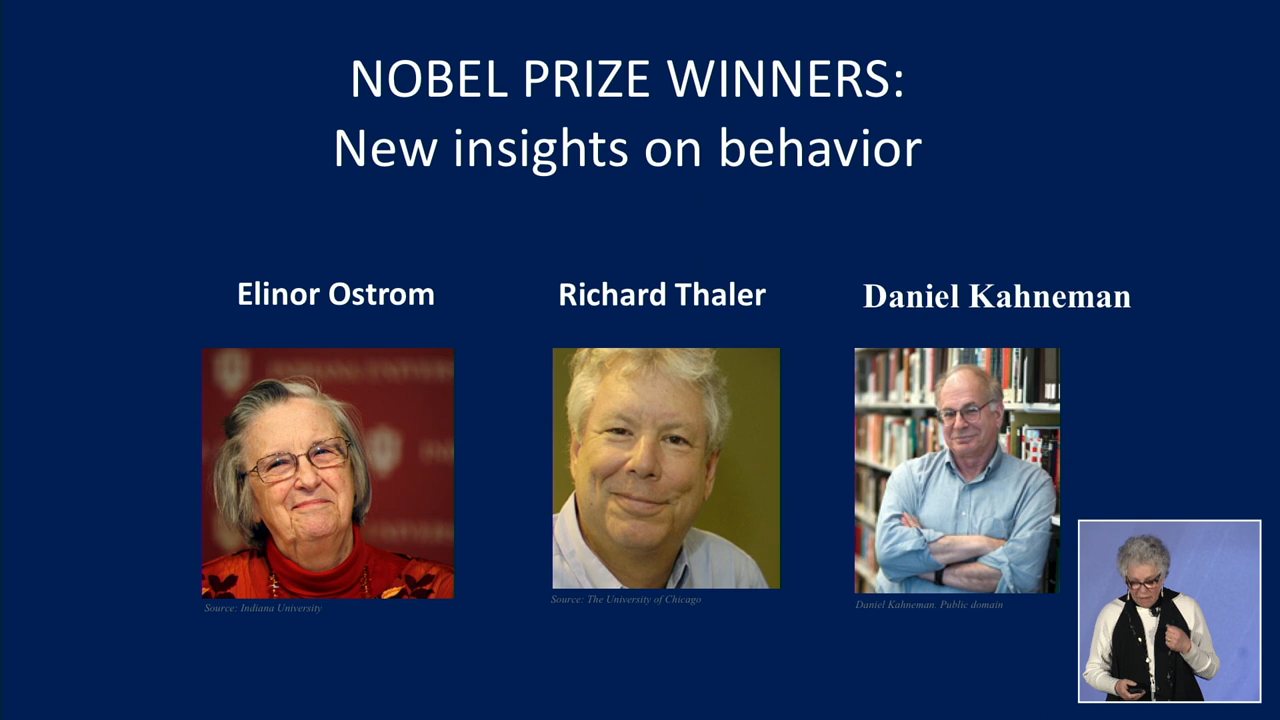 NOBEL PRIZE WINNERS:
New insights on behavior
Elinor Ostrom
Richard Thaler
Daniel Kahneman
Source: Indiana University
Source: The University of Chicago
Daniel Kahneman. Public domain